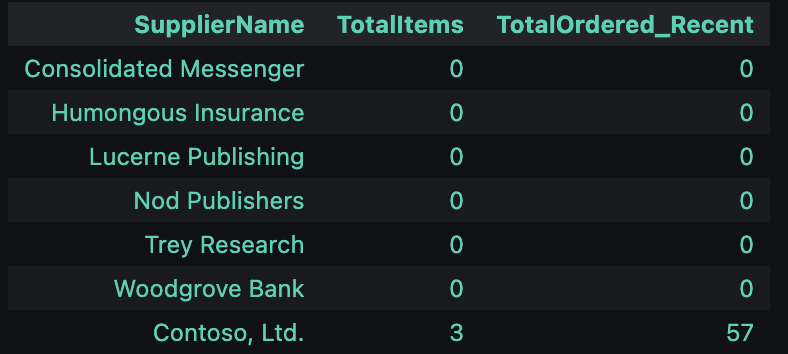 SupplierName TotalItems TotalOrdered_Recent
Consolidated Messenger 0 0
Humongous Insurance 0 0
Lucerne Publishing 0 0
Nod Publishers 0 0
Trey Research 0 0
Woodgrove Bank 0 0
Contoso, Ltd. 3 57